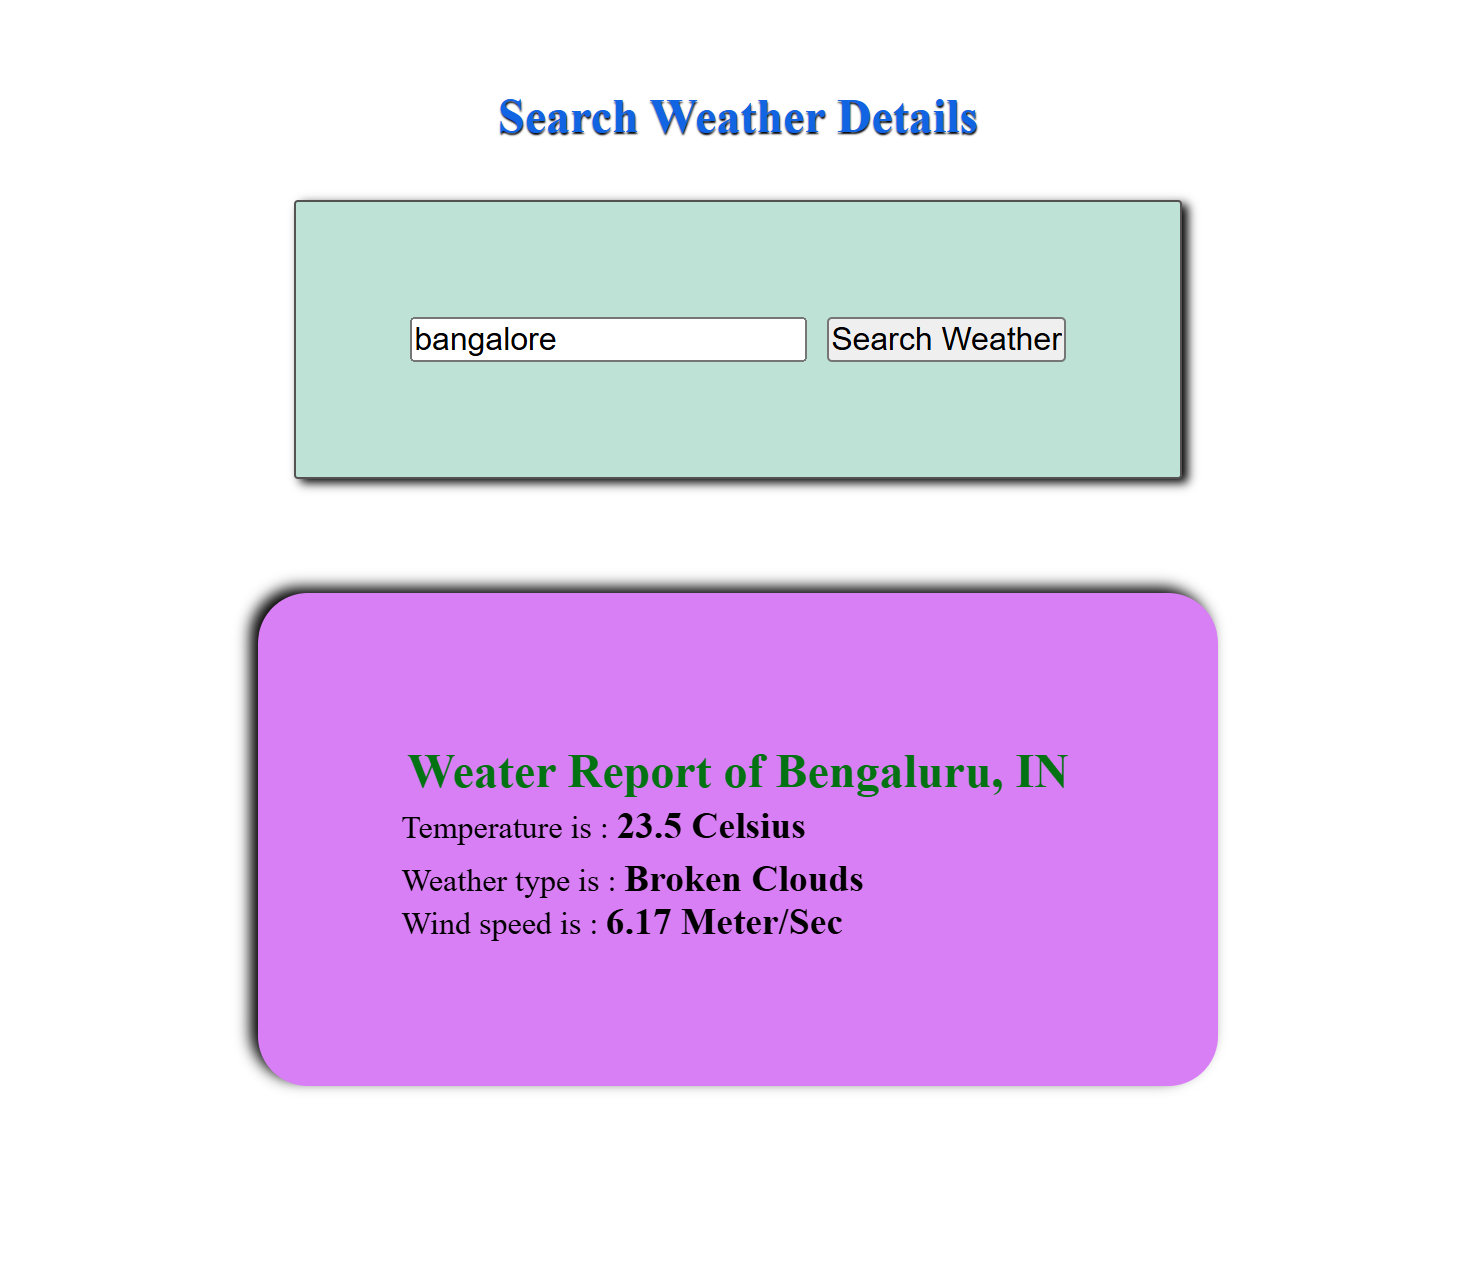 Search Weather Details
bangalore Search Weather
Weater Report of Bengaluru, IN
Temperature is : 23.5 Celsius
Weather type is : Broken Clouds
Wind speed is : 6.17 Meter/Sec